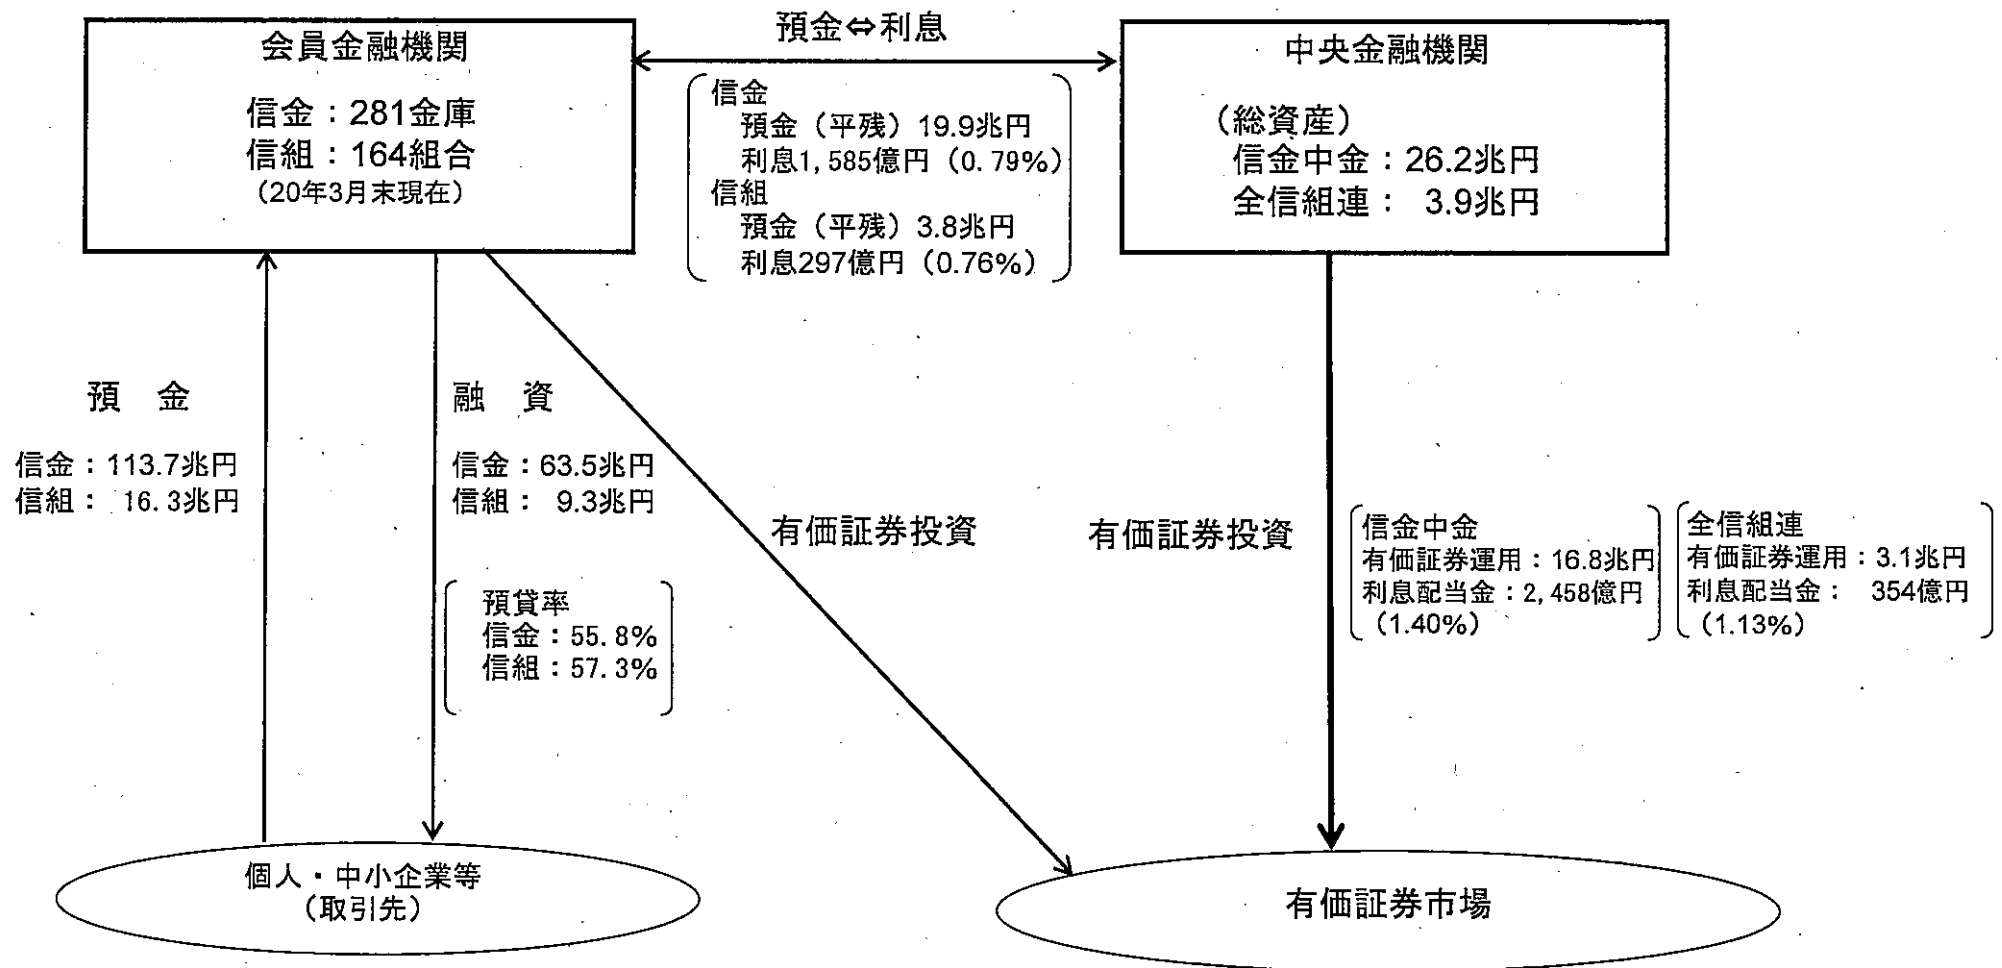 預金⇔利息
会員金融機関
信金：281金庫
信組：164組合
（20年3月末現在）
信金
預金（平残）19.9兆円
利息1,585億円（0.79%）
信組
預金（平残）3.8兆円
利息297億円（0.76%）
中央金融機関
（総資産）
信金中金：26.2兆円
全信組連： 3.9兆円
預 金
信金：113.7兆円
信組： 16.3兆円
融 資
信金：63.5兆円
信組： 9.3兆円
預貸率
信金：55.8%
信組：57.3%
有価証券投資
有価証券投資
信金中金
有価証券運用：16.8兆円
利息配当金：2,458億円
（1.40%）
全信組連
有価証券運用：3.1兆円
利息配当金： 354億円
（1.13%）
個人・中小企業等
（取引先）
有価証券市場